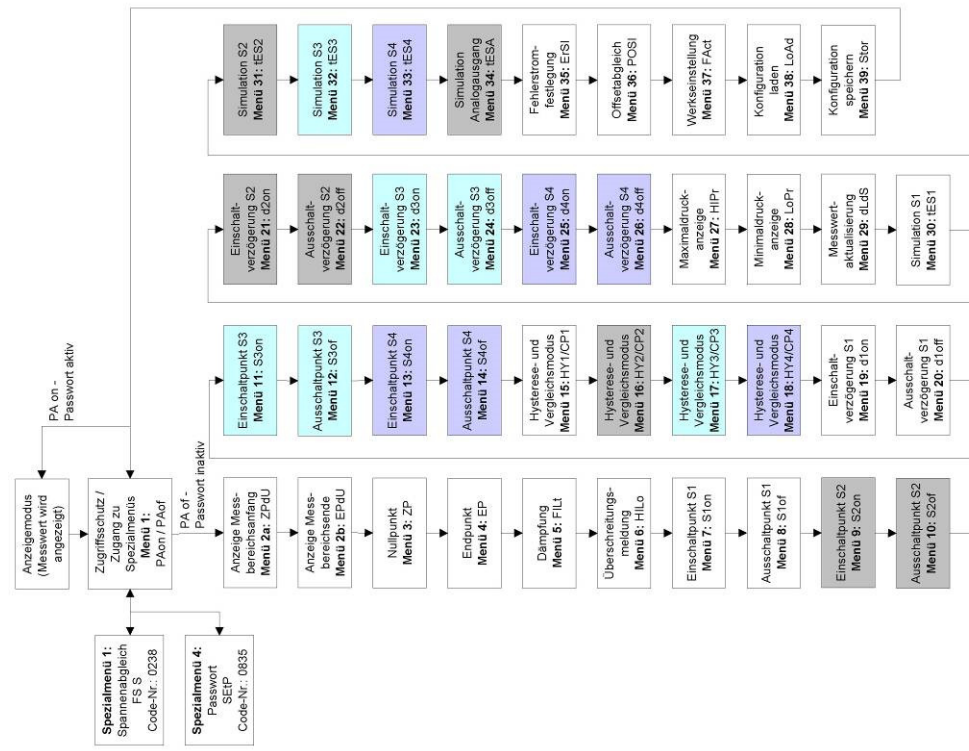 Anzeigemodus
(Messwert wird
angezeigt)
PA on -
Passwort aktiv
Zugriffsschutz /
Zugang zu
Spezialmenüs
Menü 1:
PAon / PAof
Spezialmenü 1:
Spannenabgleich
FS S
Code-Nr.: 0238
Spezialmenü 4:
Passwort
SEtP
Code-Nr.: 0835
PA of -
Passwort inaktiv
Anzeige Mess-
bereichsanfang
Menü 2a: ZPdU
Anzeige Mess-
bereichsende
Menü 2b: EPdU
Nullpunkt
Menü 3: ZP
Endpunkt
Menü 4: EP
Dämpfung
Menü 5: FILt
Überschreitungs-
meldung
Menü 6: HILo
Einschaltpunkt S1
Menü 7: S1on
Ausschaltpunkt S1
Menü 8: S1of
Einschaltpunkt S2
Menü 9: S2on
Ausschaltpunkt S2
Menü 10: S2of
Einschaltpunkt S3
Menü 11: S3on
Ausschaltpunkt S3
Menü 12: S3of
Einschaltpunkt S4
Menü 13: S4on
Ausschaltpunkt S4
Menü 14: S4of
Hysterese- und
Vergleichsmodus
Menü 15: HY1/CP1
Hysterese- und
Vergleichsmodus
Menü 16: HY2/CP2
Hysterese- und
Vergleichsmodus
Menü 17: HY3/CP3
Hysterese- und
Vergleichsmodus
Menü 18: HY4/CP4
Einschalt-
verzögerung S1
Menü 19: d1on
Ausschalt-
verzögerung S1
Menü 20: d1off
Einschalt-
verzögerung S2
Menü 21: d2on
Ausschalt-
verzögerung S2
Menü 22: d2off
Einschalt-
verzögerung S3
Menü 23: d3on
Ausschalt-
verzögerung S3
Menü 24: d3off
Einschalt-
verzögerung S4
Menü 25: d4on
Ausschalt-
verzögerung S4
Menü 26: d4off
Maximaldruck-
anzeige
Menü 27: HIPr
Minimaldruck-
anzeige
Menü 28: LoPr
Messwert-
aktualisierung
Menü 29: dLdS
Simulation S1
Menü 30: tES1
Simulation S2
Menü 31: tES2
Simulation S3
Menü 32: tES3
Simulation S4
Menü 33: tES4
Simulation
Analogausgang
Menü 34: tESA
Fehlerstrom-
festlegung
Menü 35: ErSI
Offsetabgleich
Menü 36: POSI
Werkseinstellung
Menü 37: FAct
Konfiguration
laden
Menü 38: LoAd
Konfiguration
speichern
Menü 39: Stor